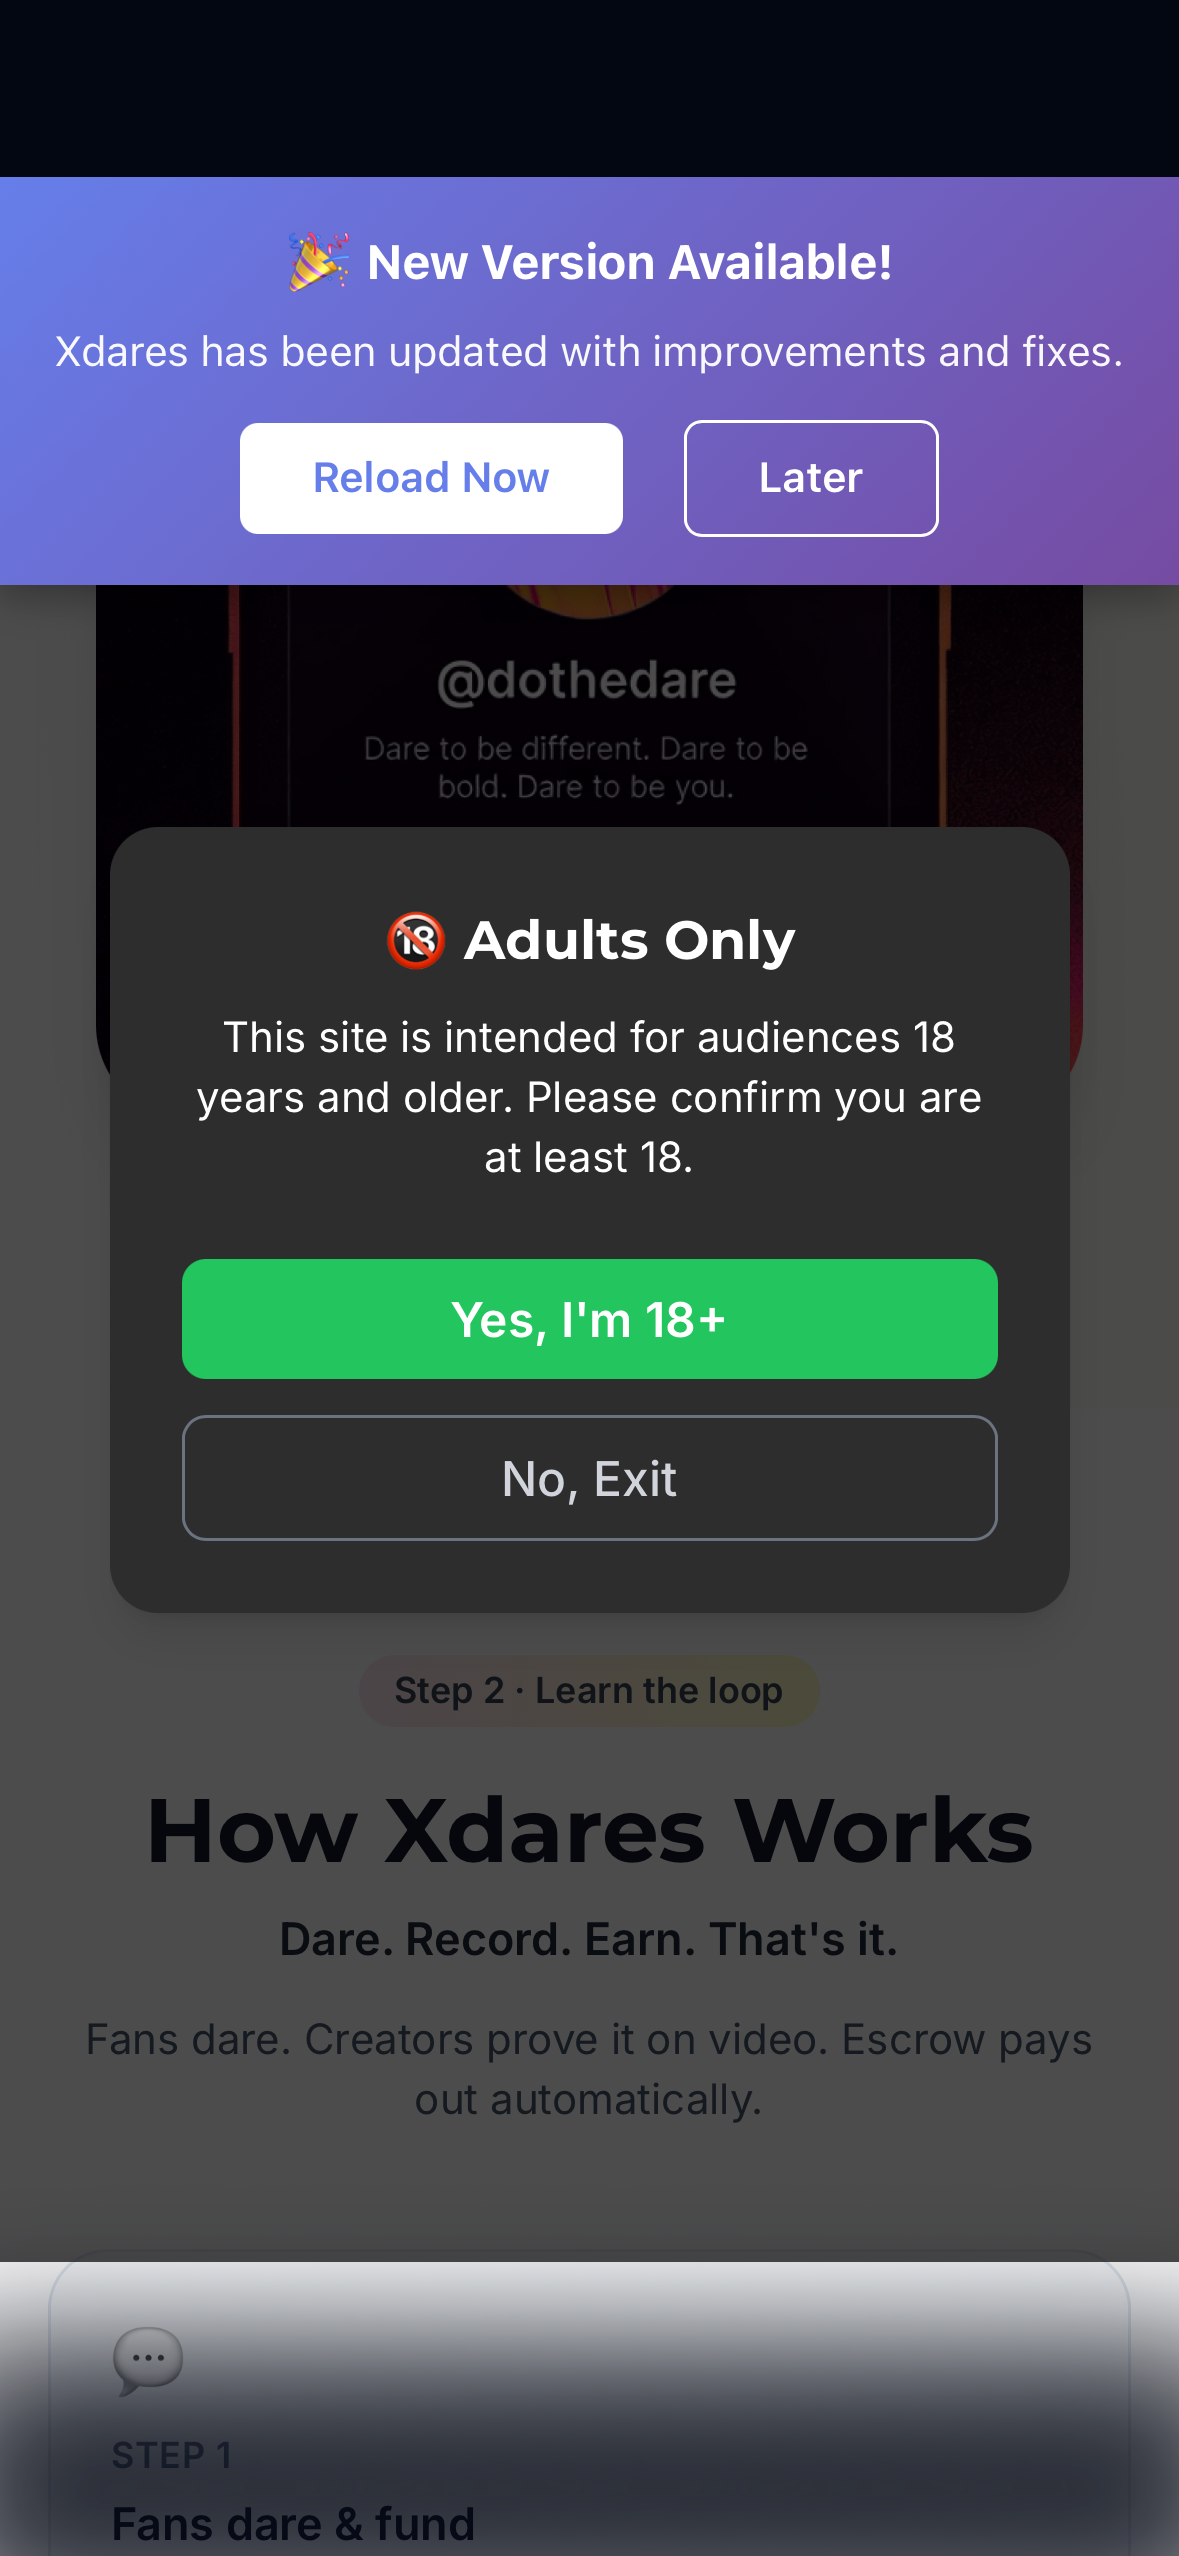 🎉 New Version Available!
Xdares has been updated with improvements and fixes.
Reload Now
Later
@dothedare
Dare to be different. Dare to be
bold. Dare to be you.
🔞 Adults Only
This site is intended for audiences 18
years and older. Please confirm you are
at least 18.
Yes, I'm 18+
No, Exit
Step 2 · Learn the loop
How Xdares Works
Dare. Record. Earn. That's it.
Fans dare. Creators prove it on video. Escrow pays
out automatically.
💬
STEP 1
Fans dare & fund